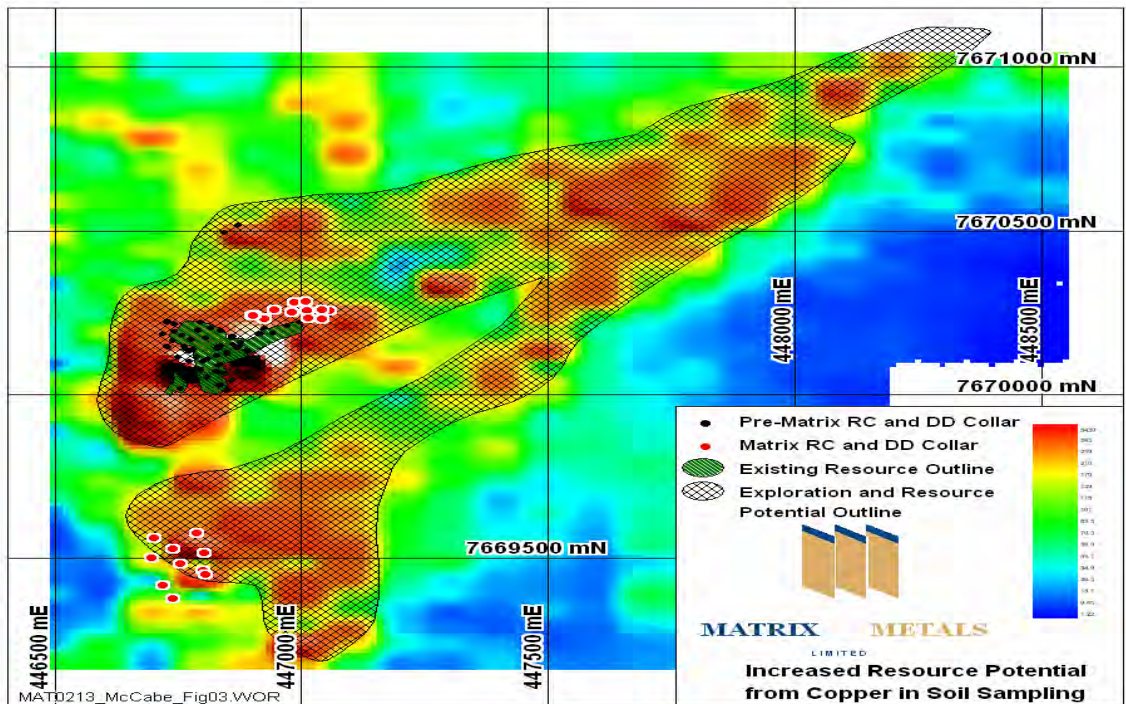 7671000 mN
7670500 mN
448000 mE
448500 mE
7670000 mN
Pre-Matrix RC and DD Collar
Matrix RC and DD Collar
Existing Resource Outline
Exploration and Resource
Potential Outline
7669500 mN
446500 mE
447000 mE
447500 mE
MATRIX METALS
LIMITED
Increased Resource Potential
from Copper in Soil Sampling
MAT0213_McCabe_Fig03.WOR